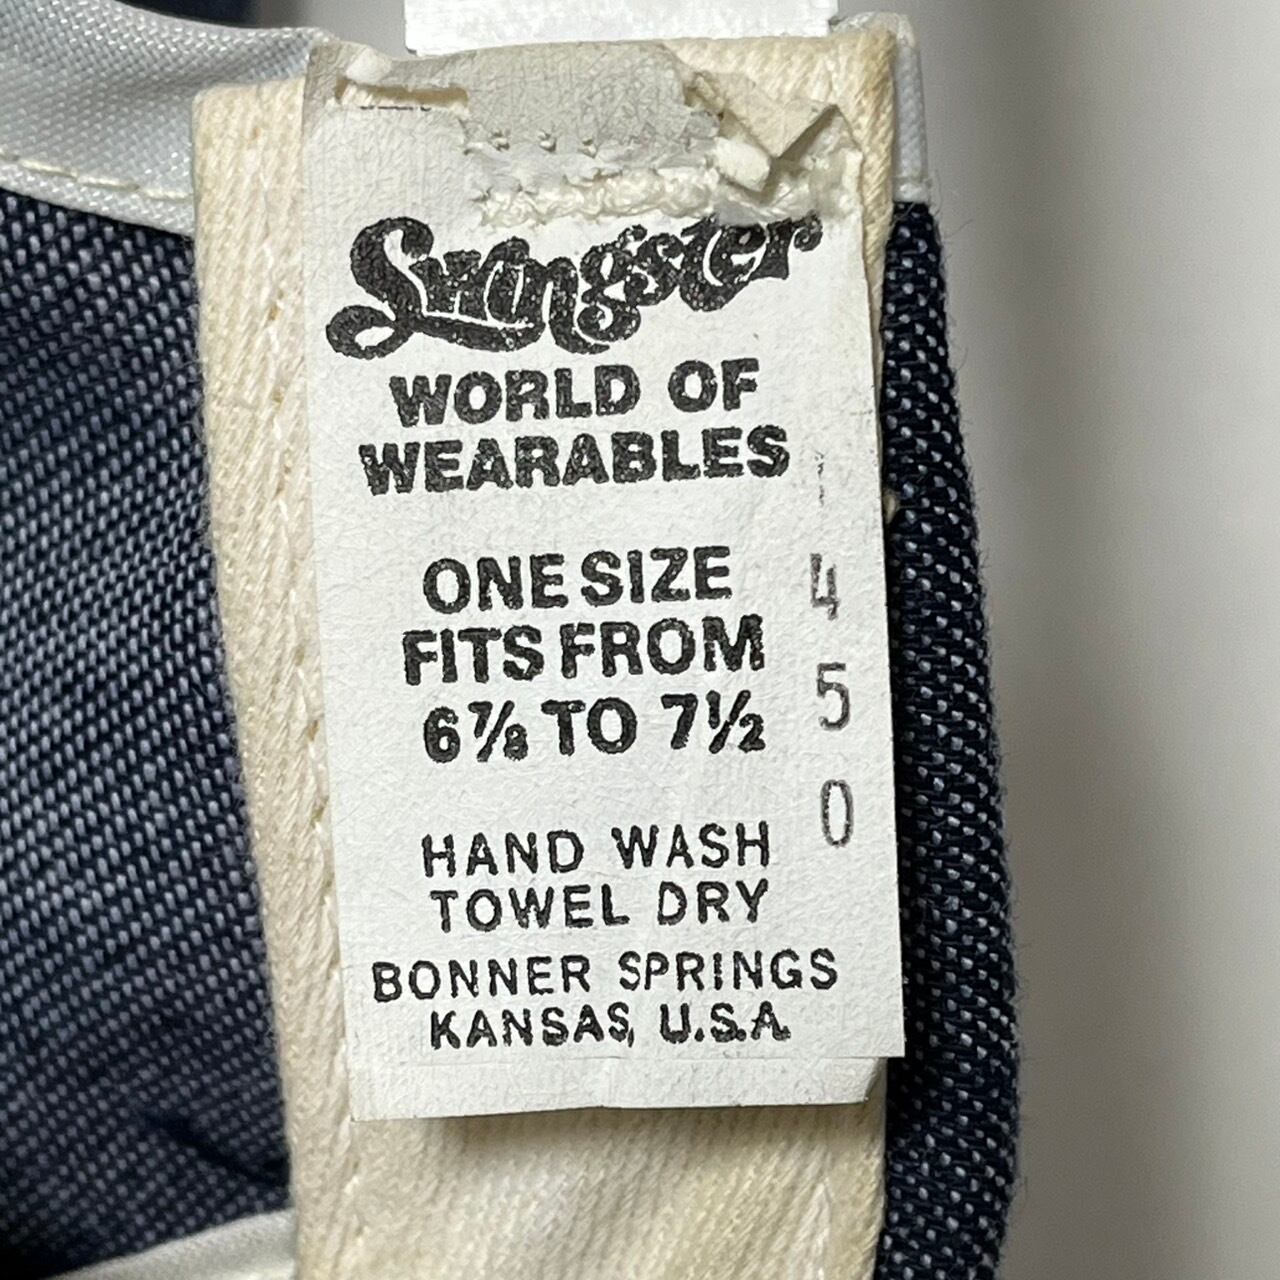 Swingster
WORLD OF
WEARABLES
ONE SIZE
FITS FROM
6⅞ TO 7½
HAND WASH
TOWEL DRY
BONNER SPRINGS
KANSAS, U.S.A.
4
5
0